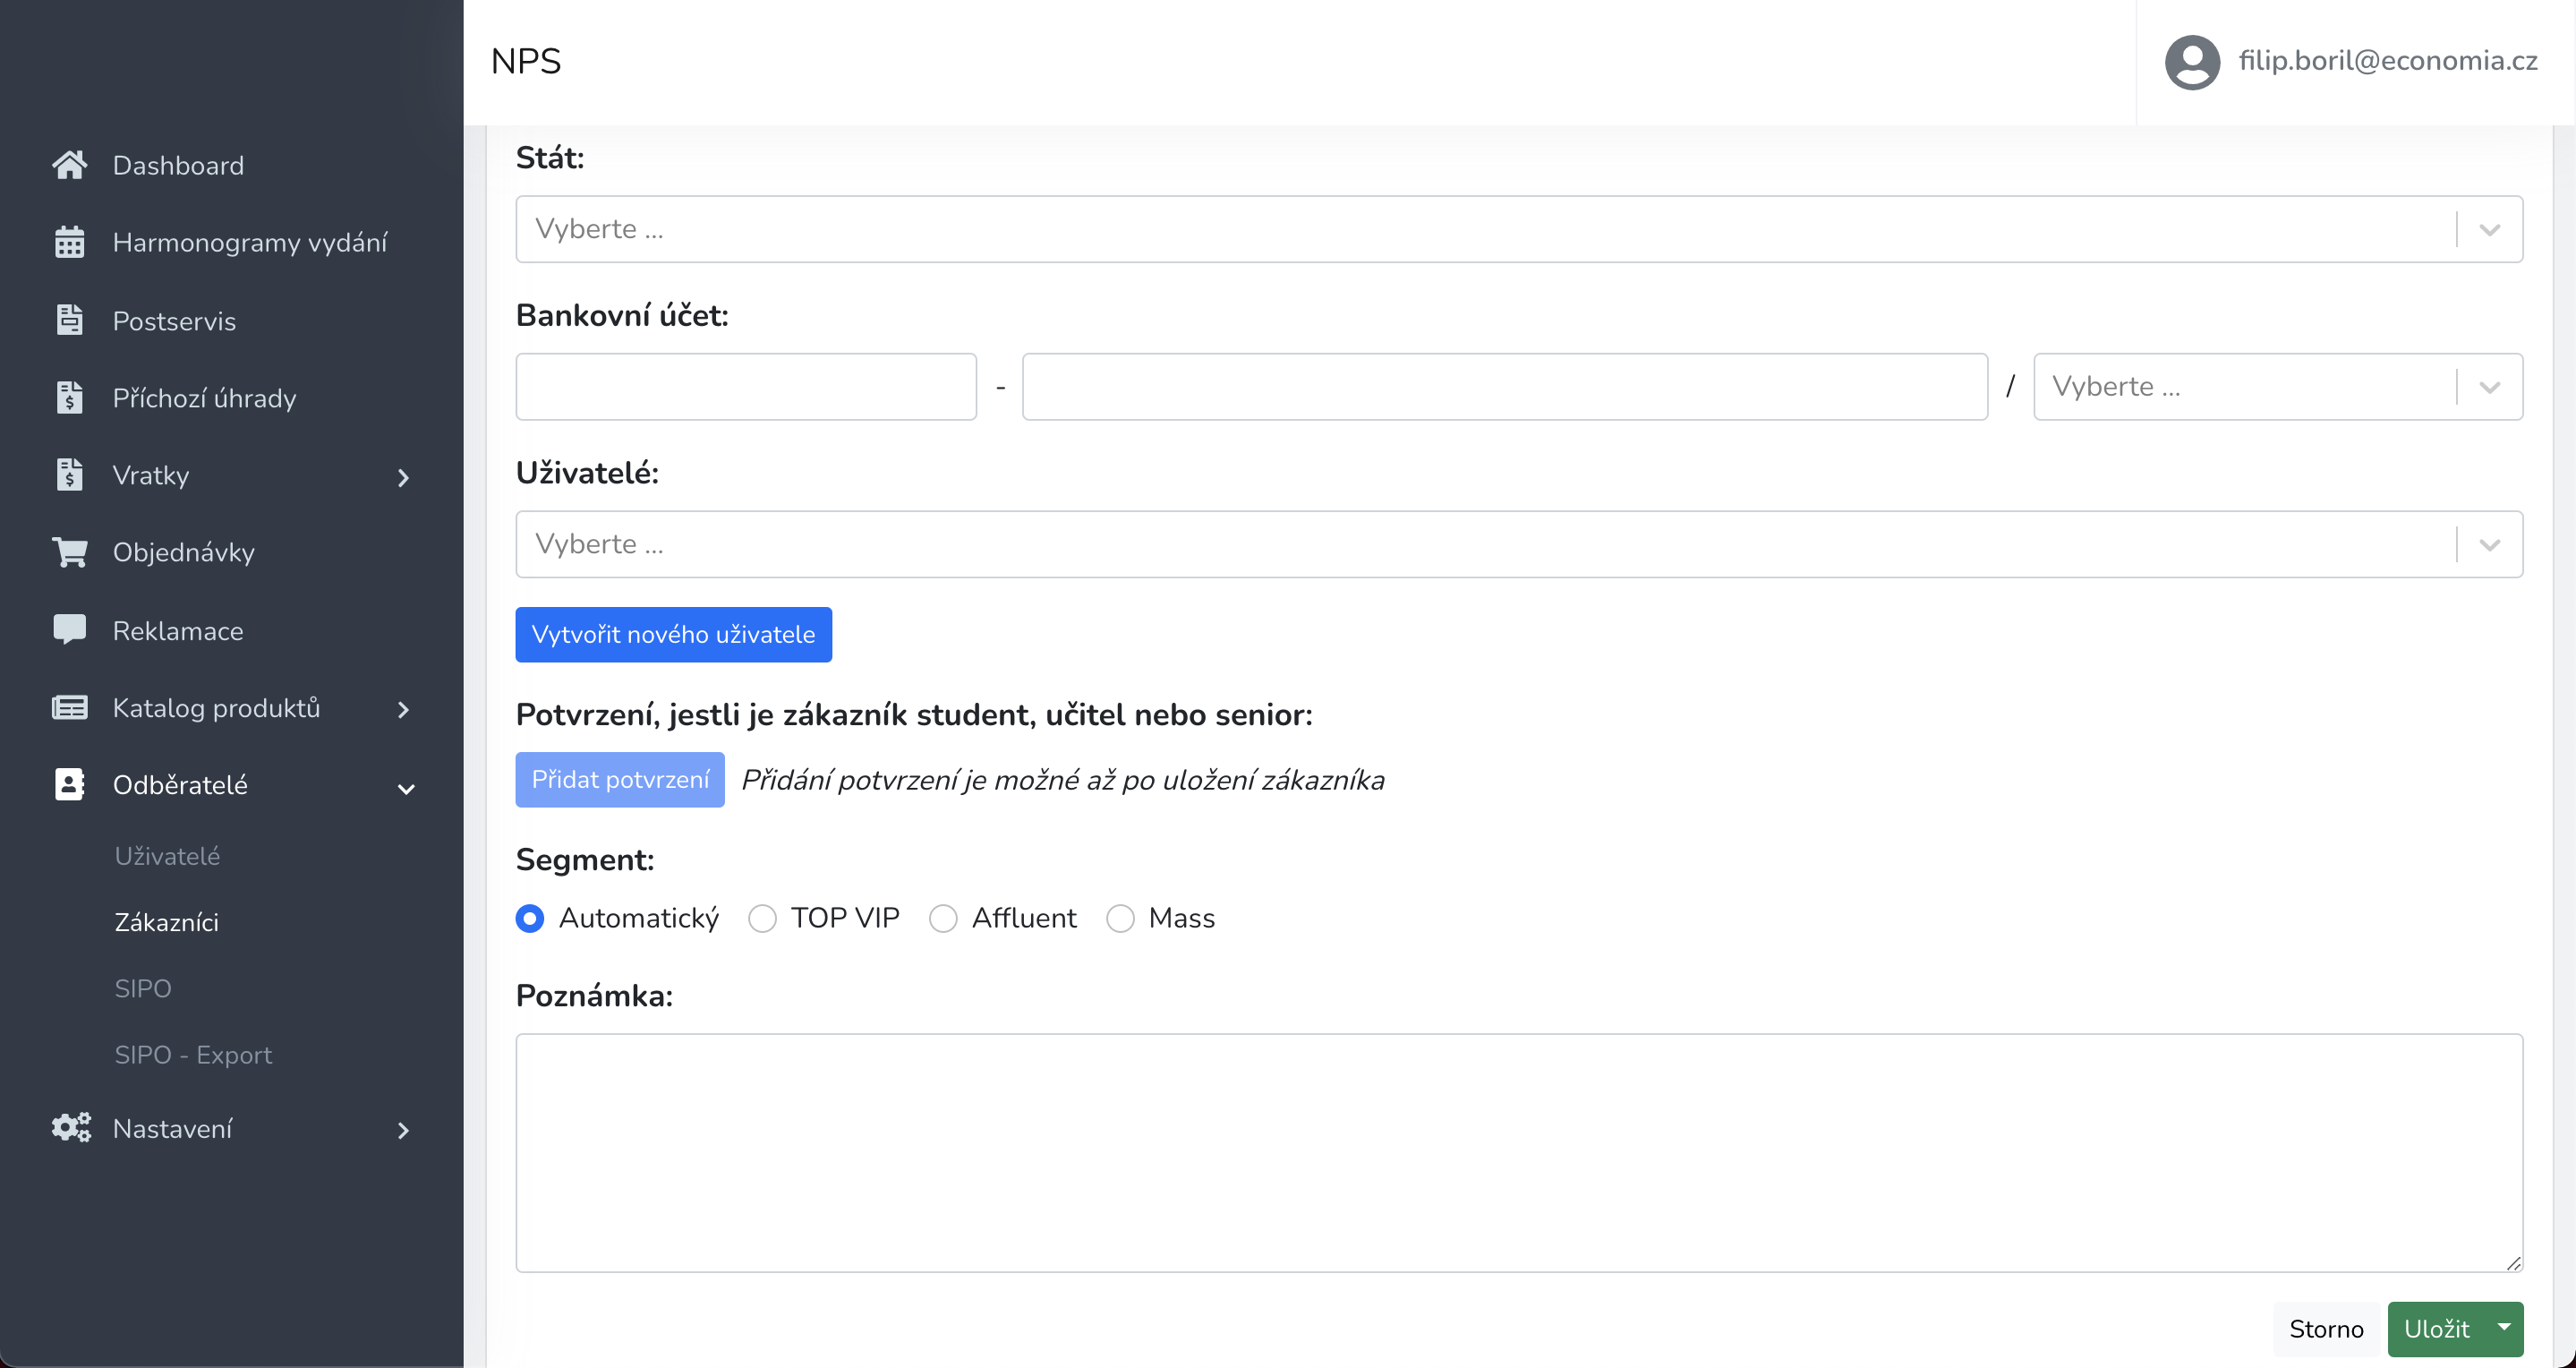 NPS
filip.boril@economia.cz
Dashboard
Harmonogramy vydání
Postservis
Příchozí úhrady
Vratky
Objednávky
Reklamace
Katalog produktů
Odběratelé
Uživatelé
Zákazníci
SIPO
SIPO - Export
Nastavení
Stát:
Vyberte ...
Bankovní účet:
- / Vyberte ...
Uživatelé:
Vyberte ...
Vytvořit nového uživatele
Potvrzení, jestli je zákazník student, učitel nebo senior:
Přidat potvrzení Přidání potvrzení je možné až po uložení zákazníka
Segment:
Automatický TOP VIP Affluent Mass
Poznámka:
Storno Uložit